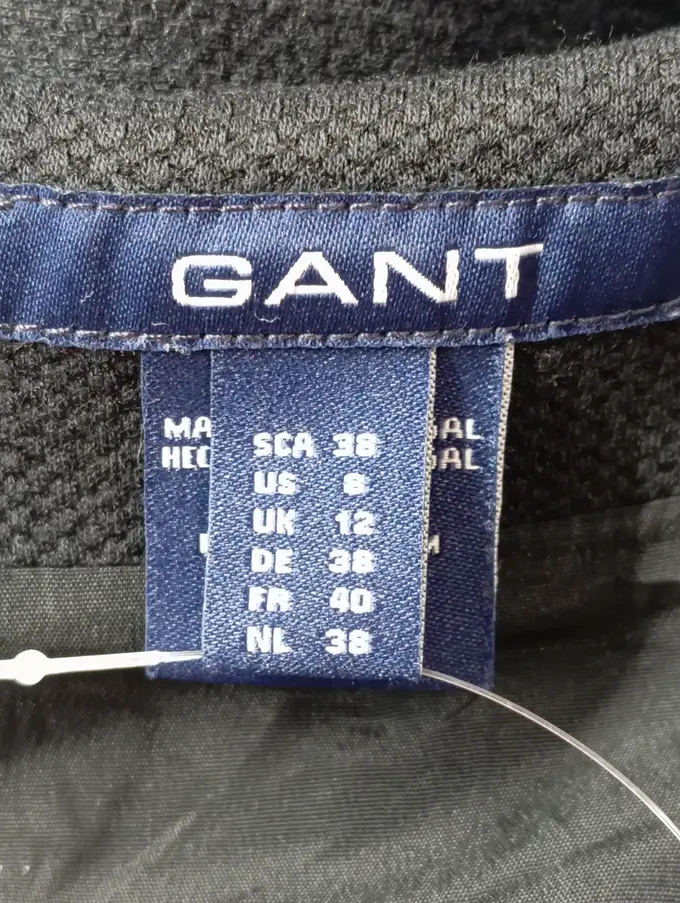 GANT
SCA 38
US 8
UK 12
DE 38
FR 40
NL 38